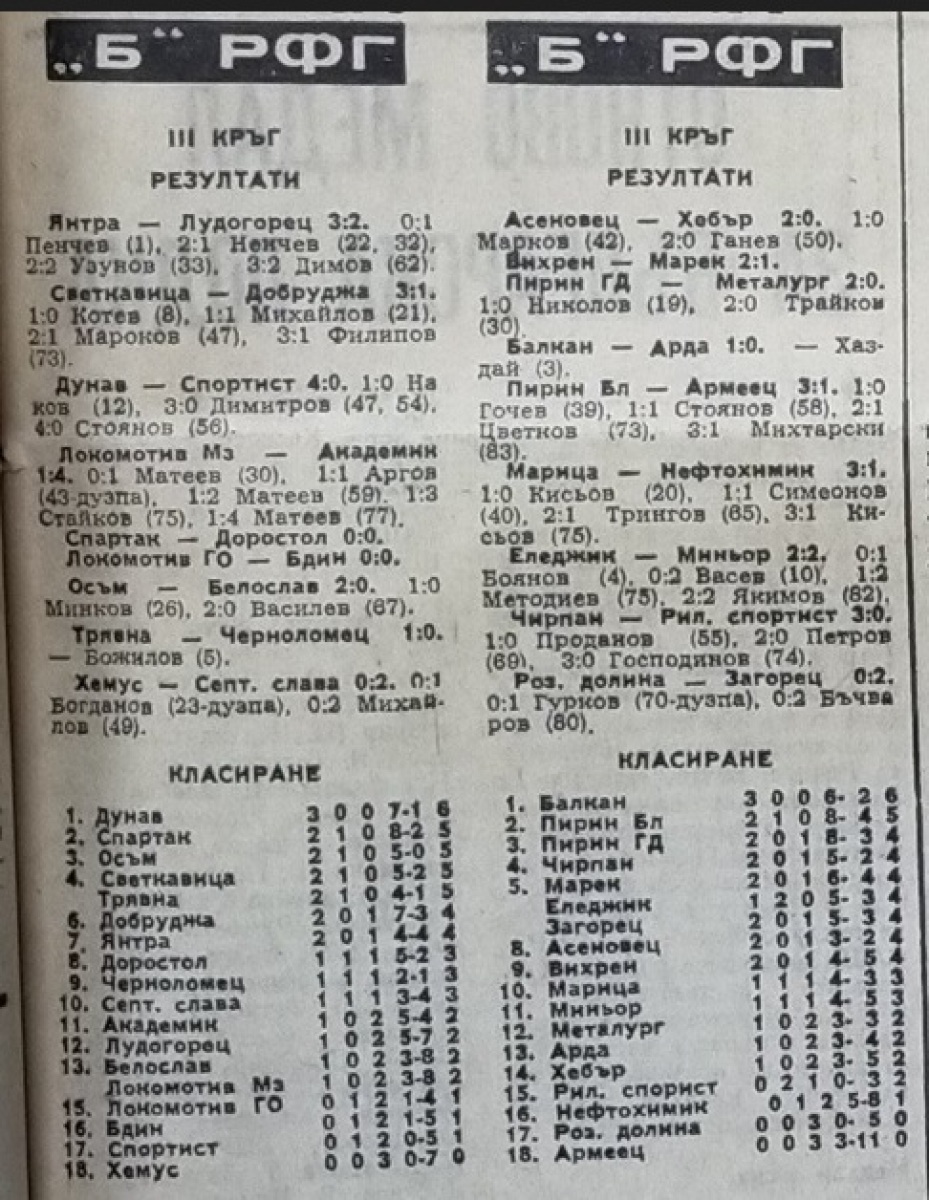 „Б“ РФГ
III КРЪГ
РЕЗУЛТАТИ
Янтра — Лудогорец 3:2. 0:1
Пенчев (1), 2:1 Ненчев (22, 32),
2:2 Узунов (33), 3:2 Димов (62).
Светкавица — Добруджа 3:1.
1:0 Котев (8), 1:1 Михайлов (21),
2:1 Мароков (47), 3:1 Филипов
(73).
Дунав — Спортист 4:0. 1:0 На
ков (12), 3:0 Димитров (47, 54),
4:0 Стоянов (56).
Локомотив Мз — Академик
1:4. 0:1 Матеев (30), 1:1 Аргов
(43-дузпа), 1:2 Матеев (59), 1:3
Стайков (75), 1:4 Матеев (77).
Спартак — Доростол 0:0.
Локомотив ГО — Бдин 0:0.
Осъм — Белослав 2:0. 1:0
Минков (26), 2:0 Василев (67).
Трявна — Черноломец 1:0.
— Божилов (5).
Хемус — Септ. слава 0:2. 0:1
Богданов (23-дузпа), 0:2 Михай-
лов (49).
КЛАСИРАНЕ
1. Дунав 3 0 0 7-1 6
2. Спартак 2 1 0 8-2 5
3. Осъм 2 1 0 5-0 5
4. Светкавица 2 1 0 5-2 5
Трявна 2 1 0 4-1 5
6. Добруджа 2 0 1 7-3 4
7. Янтра 2 0 1 4-4 4
8. Доростол 1 1 1 5-2 3
9. Черноломец 1 1 1 2-1 3
10. Септ. слава 1 1 1 3-4 3
11. Академик 1 0 2 5-4 2
12. Лудогорец 1 0 2 5-7 2
13. Белослав 1 0 2 3-8 2
Локомотив Мз 1 0 2 3-8 2
15. Локомотив ГО 0 1 2 1-4 1
16. Бдин 0 1 2 1-5 1
17. Спортист 0 1 2 0-5 1
18. Хемус 0 0 3 0-7 0
„Б“ РФГ
III КРЪГ
РЕЗУЛТАТИ
Асеновец — Хебър 2:0. 1:0
Марков (42), 2:0 Ганев (50).
Вихрен — Марек 2:1.
Пирин ГД — Металург 2:0.
1:0 Николов (19), 2:0 Трайков
(30).
Балкан — Арда 1:0. — Хаз-
дай (3).
Пирин Бл — Армеец 3:1. 1:0
Гочев (39), 1:1 Стоянов (58), 2:1
Цветков (73), 3:1 Михтарски
(83).
Марица — Нефтохимик 3:1.
1:0 Кисьов (20), 1:1 Симеонов
(40), 2:1 Трингов (65), 3:1 Ки-
сьов (75).
Еледжик — Миньор 2:2. 0:1
Боянов (4), 0:2 Васев (10), 1:2
Методиев (75), 2:2 Якимов (82).
Чирпан — Рил. спортист 3:0.
1:0 Проданов (55), 2:0 Петров
(69), 3:0 Господинов (74).
Роз. долина — Загорец 0:2.
0:1 Гурков (70-дузпа), 0:2 Бъчва
ров (80).
КЛАСИРАНЕ
1. Балкан 3 0 0 6- 2 6
2. Пирин Бл 2 1 0 8- 4 5
3. Пирин ГД 2 0 1 8- 3 4
4. Чирпан 2 0 1 5- 2 4
5. Марек 2 0 1 6- 4 4
Еледжик 1 2 0 5- 3 4
Загорец 2 0 1 5- 3 4
8. Асеновец 2 0 1 3- 2 4
9. Вихрен 2 0 1 4- 5 4
10. Марица 1 1 1 4- 3 3
11. Миньор 1 1 1 4- 5 3
12. Металург 1 0 2 3- 3 2
13. Арда 1 0 2 3- 4 2
14. Хебър 1 0 2 3- 5 2
15. Рил. спорист 0 2 1 0- 3 2
16. Нефтохимик 0 1 2 5-8 1
17. Роз. долина 0 0 3 0- 5 0
18. Армеец 0 0 3 3-11 0